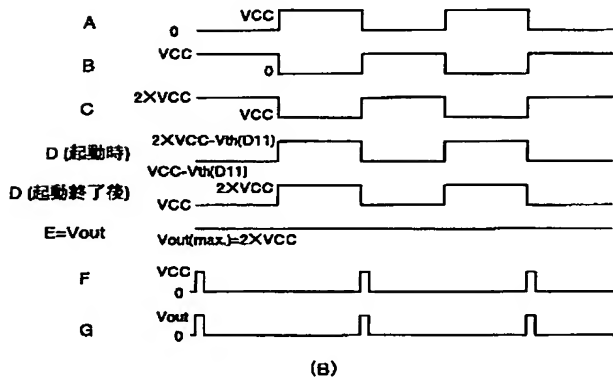 A
VCC
0
B
VCC
0
C
2×VCC
VCC
D (起動時)
2×VCC-Vth(D11)
VCC-Vth(D11)
D (起動終了後)
2×VCC
VCC
E=Vout
Vout(max.)=2×VCC
F
VCC
0
G
Vout
0
(B)